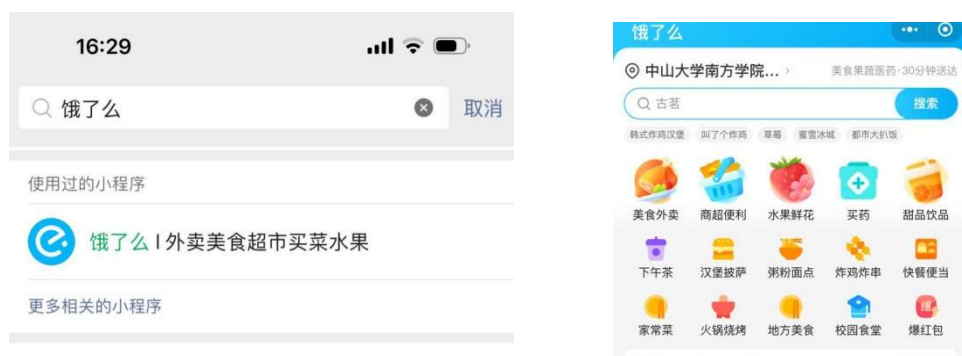 16:29
饿了么
取消
使用过的小程序
饿了么 | 外卖美食超市买菜水果
更多相关的小程序
饿了么
中山大学南方学院... >
美食果蔬医药·30分钟送达
古茗
搜索
韩式炸鸡汉堡 叫了个炸鸡 草莓 蜜雪冰城 都市大扒饭
美食外卖 商超便利 水果鲜花 买药 甜品饮品
下午茶 汉堡披萨 粥粉面点 炸鸡炸串 快餐便当
家常菜 火锅烧烤 地方美食 校园食堂 爆红包